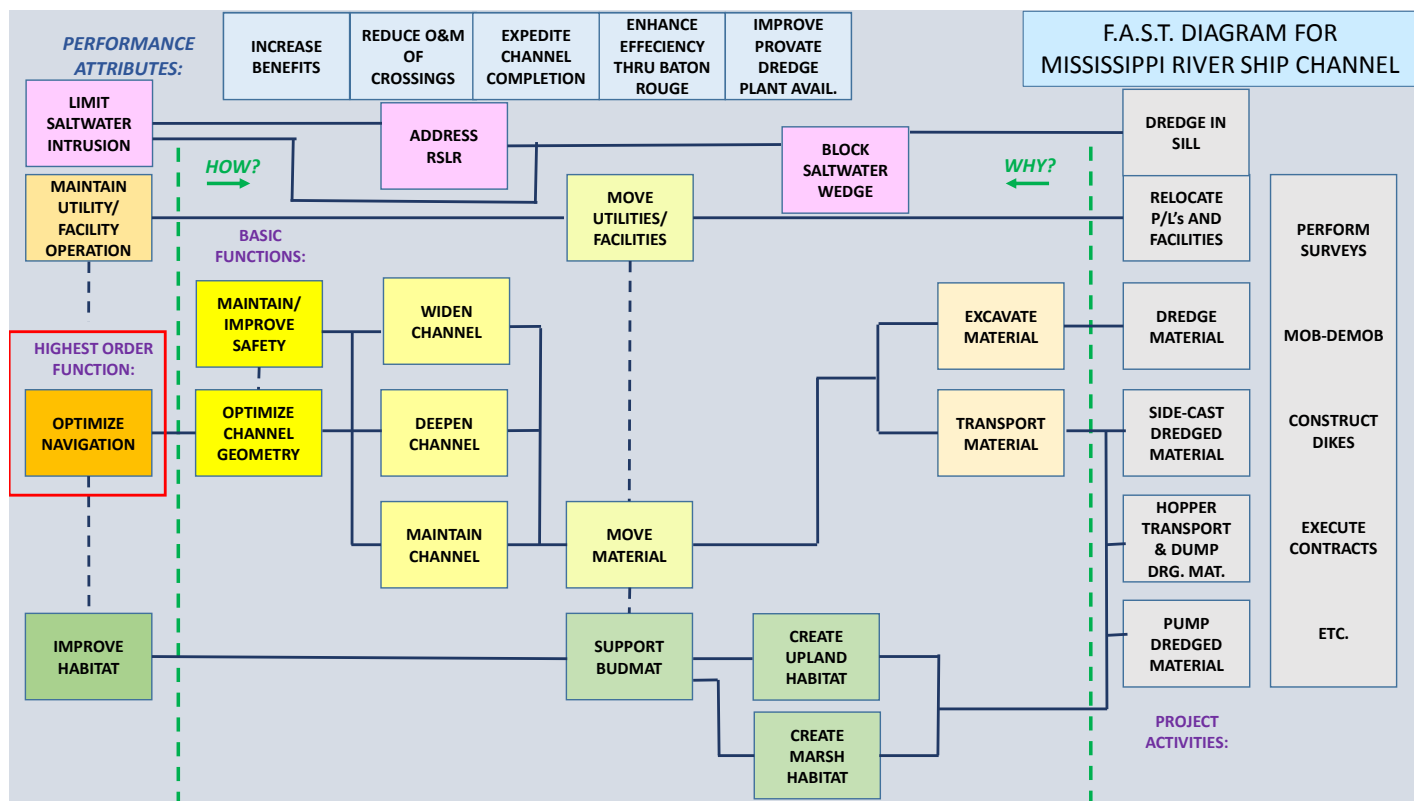 PERFORMANCE
ATTRIBUTES:
INCREASE
BENEFITS
REDUCE O&M
OF
CROSSINGS
EXPEDITE
CHANNEL
COMPLETION
ENHANCE
EFFECIENCY
THRU BATON
ROUGE
IMPROVE
PROVATE
DREDGE
PLANT AVAIL.
F.A.S.T. DIAGRAM FOR
MISSISSIPPI RIVER SHIP CHANNEL
LIMIT
SALTWATER
INTRUSION
ADDRESS
RSLR
BLOCK
SALTWATER
WEDGE
DREDGE IN
SILL
HOW?
WHY?
MAINTAIN
UTILITY/
FACILITY
OPERATION
MOVE
UTILITIES/
FACILITIES
RELOCATE
P/L's AND
FACILITIES
PERFORM
SURVEYS
BASIC
FUNCTIONS:
MAINTAIN/
IMPROVE
SAFETY
WIDEN
CHANNEL
EXCAVATE
MATERIAL
DREDGE
MATERIAL
MOB-DEMOB
HIGHEST ORDER
FUNCTION:
OPTIMIZE
NAVIGATION
OPTIMIZE
CHANNEL
GEOMETRY
DEEPEN
CHANNEL
TRANSPORT
MATERIAL
SIDE-CAST
DREDGED
MATERIAL
CONSTRUCT
DIKES
MAINTAIN
CHANNEL
MOVE
MATERIAL
HOPPER
TRANSPORT
& DUMP
DRG. MAT.
EXECUTE
CONTRACTS
IMPROVE
HABITAT
SUPPORT
BUDMAT
CREATE
UPLAND
HABITAT
PUMP
DREDGED
MATERIAL
ETC.
CREATE
MARSH
HABITAT
PROJECT
ACTIVITIES: